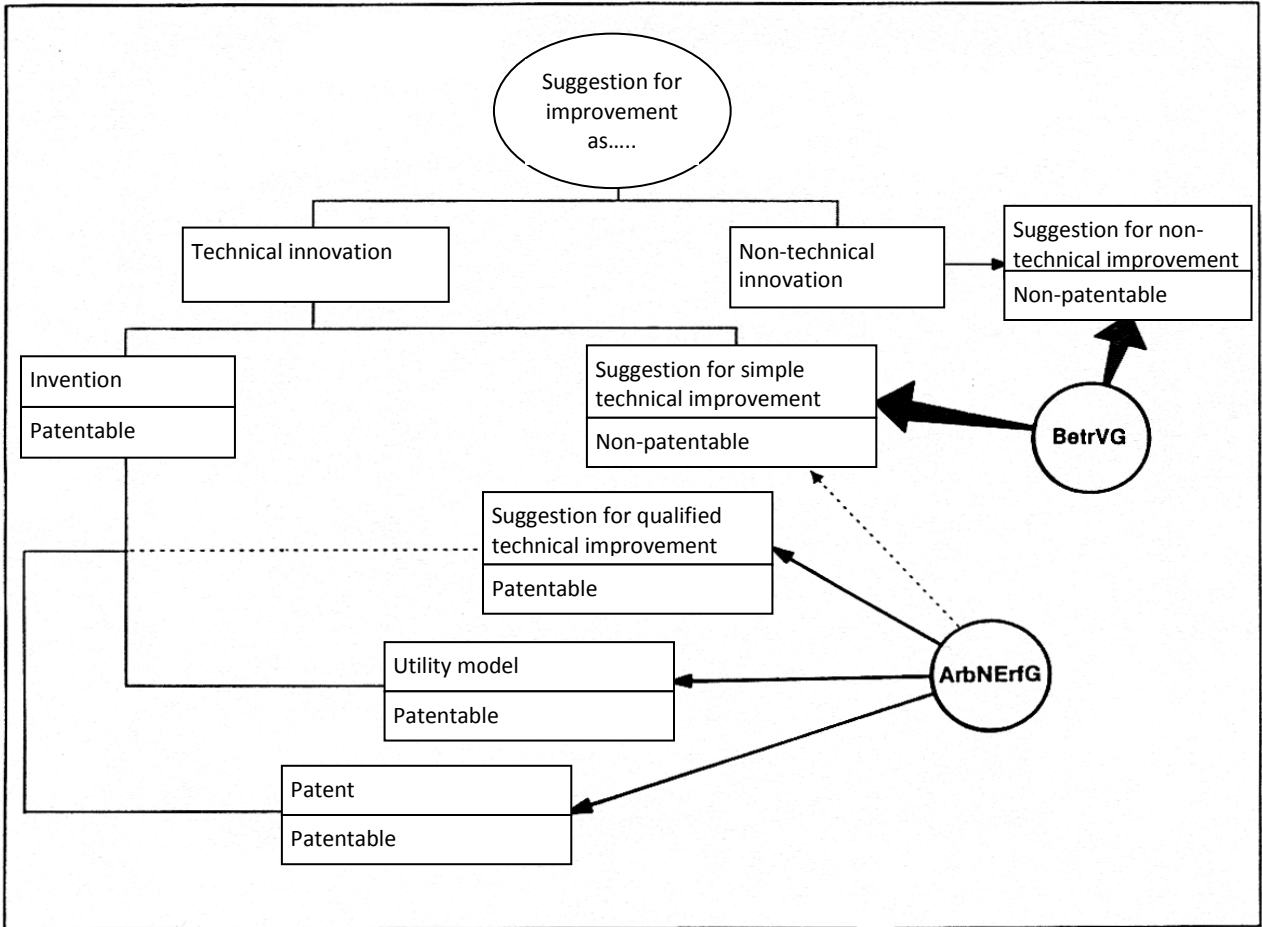 Suggestion for
improvement
as.....
Technical innovation
Non-technical
innovation
Suggestion for non-
technical improvement
Non-patentable
Invention
Patentable
Suggestion for simple
technical improvement
Non-patentable
BetrVG
Suggestion for qualified
technical improvement
Patentable
Utility model
Patentable
ArbNErfG
Patent
Patentable